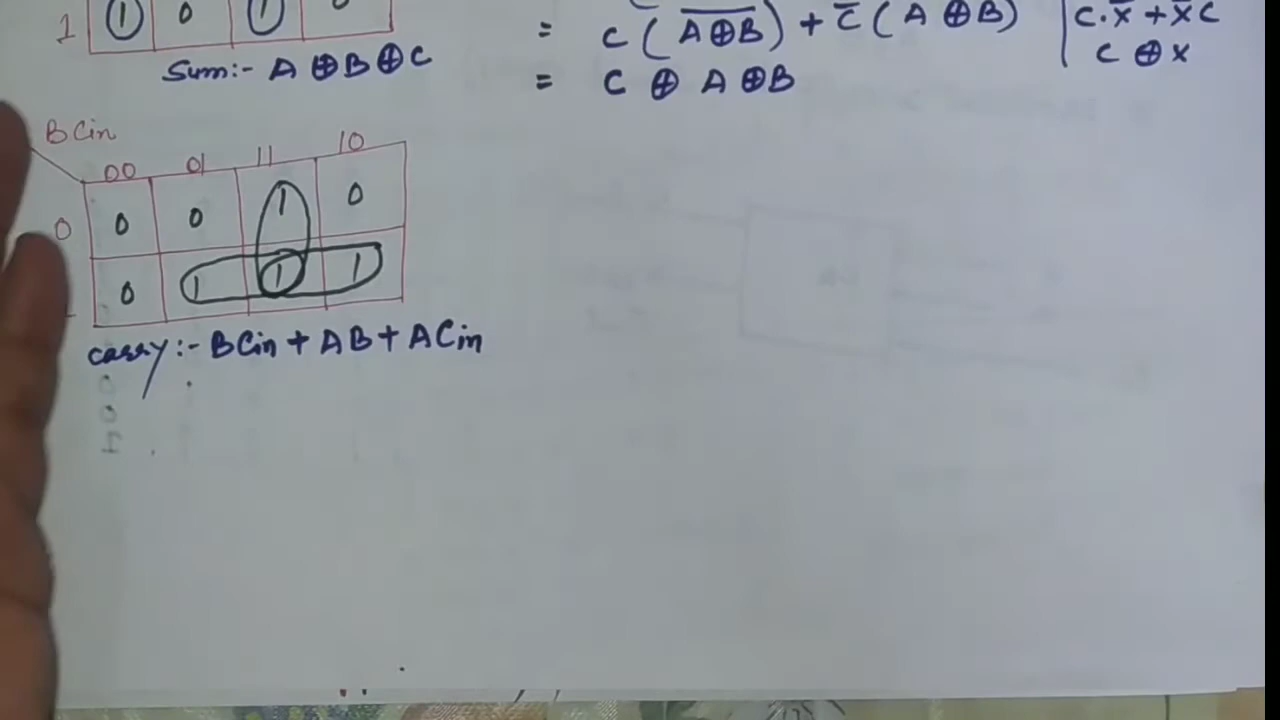 1 1 0 1 0
Sum:- A ⊕ B ⊕ C
= C ( A̅⊕̅B̅ ) + C̅ ( A ⊕ B )
= C ⊕ A ⊕ B
C.X̅ + X̅ C
C ⊕ X
BCin
00 01 11 10
0 0 0 1 0
0 1 1 1
carry:- BCin + AB + ACin